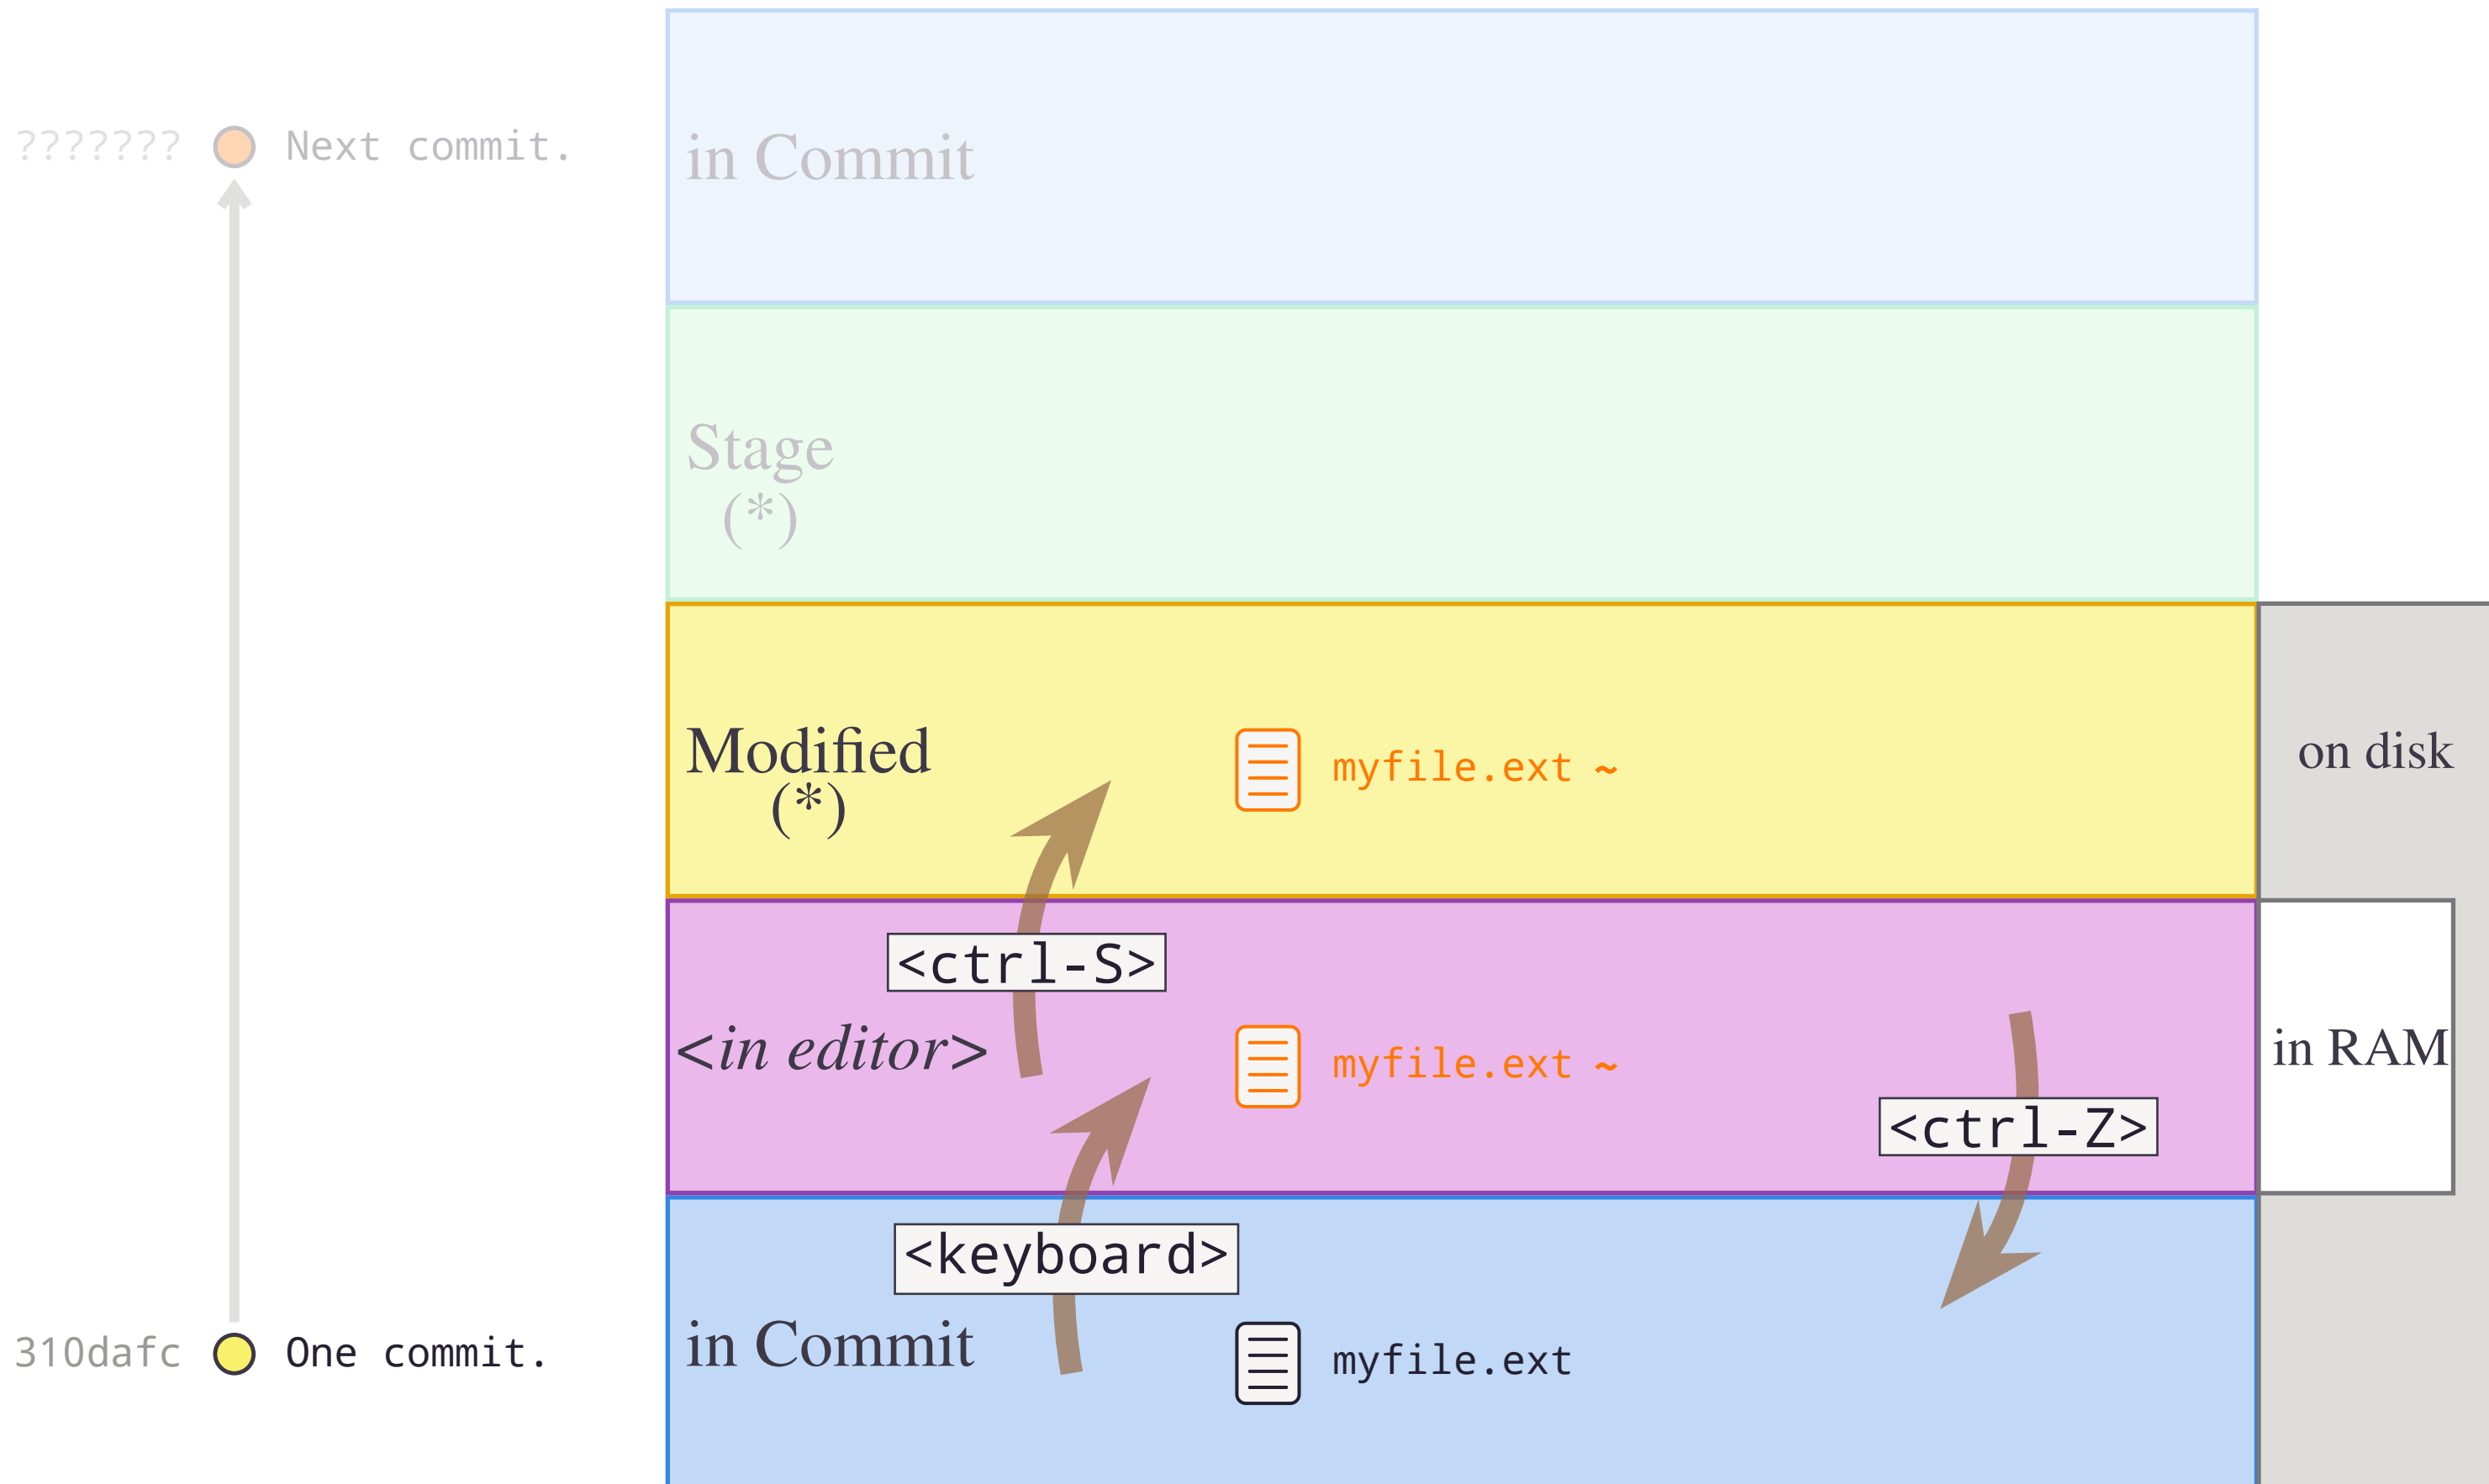 ??????? Next commit.
in Commit
Stage
(*)
Modified
(*)
myfile.ext ~
on disk
<ctrl-S>
<in editor>
myfile.ext ~
in RAM
<ctrl-Z>
<keyboard>
310dafc One commit.
in Commit
myfile.ext